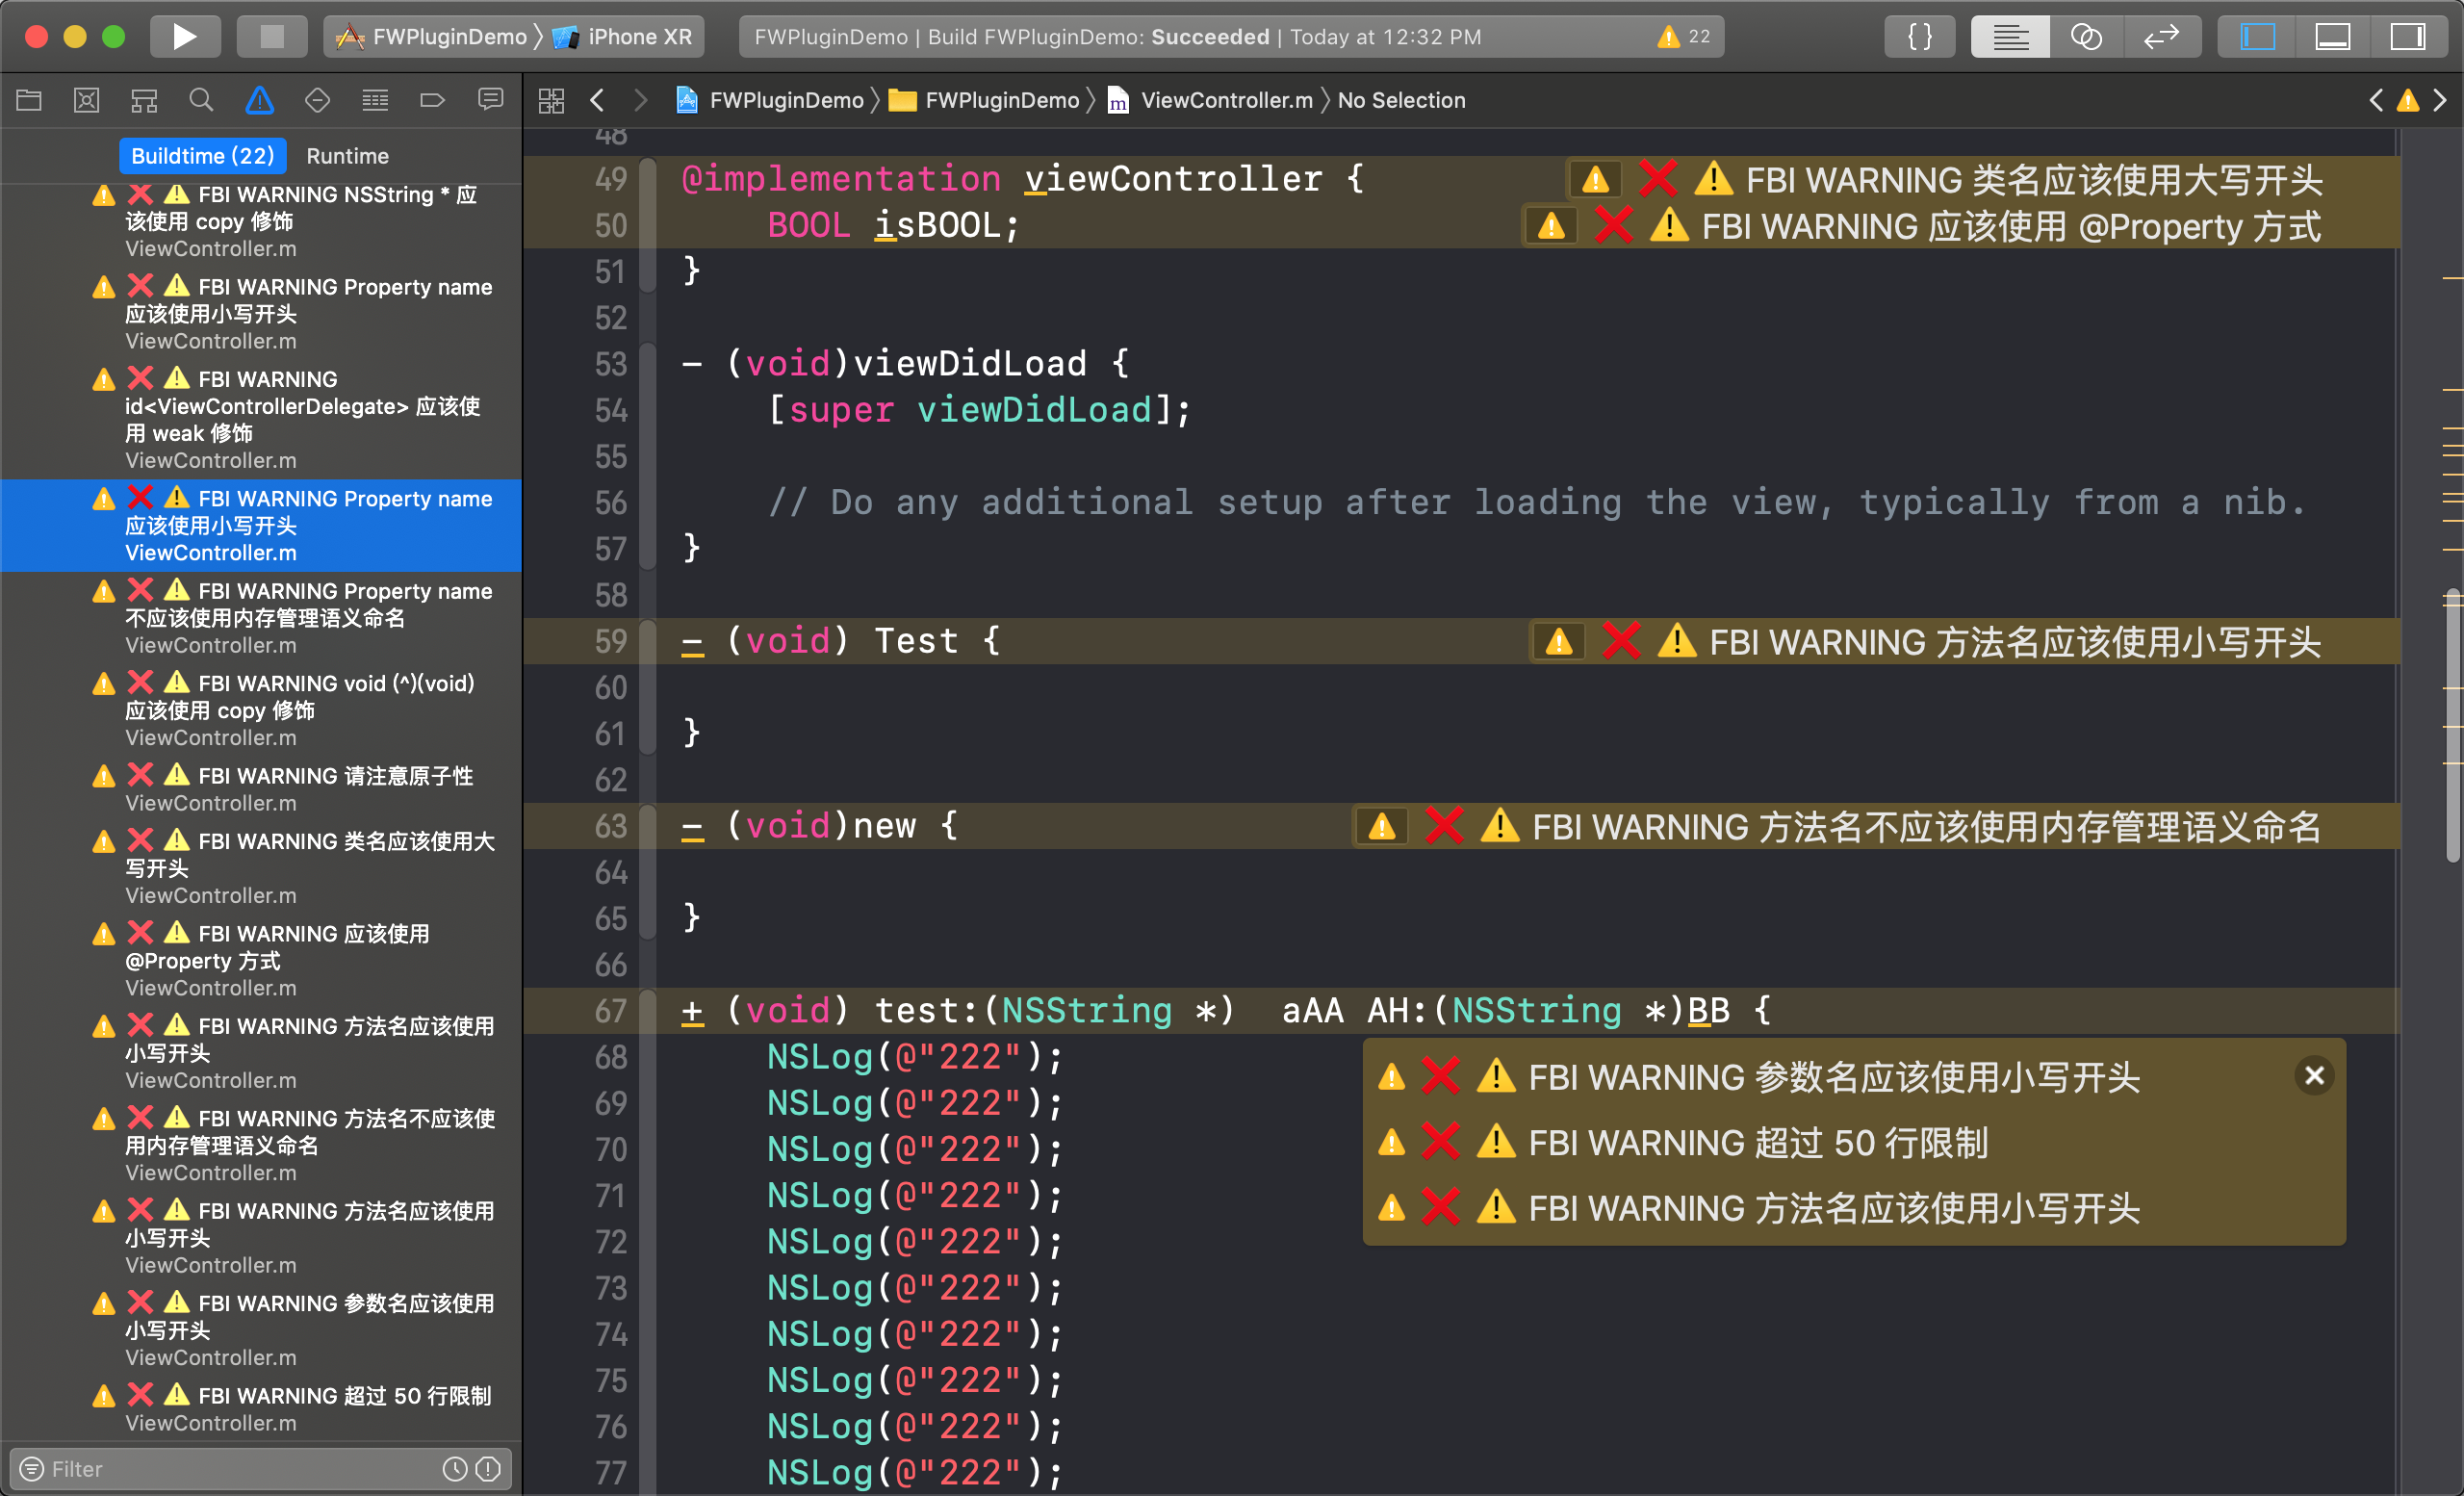 FWPluginDemo 〉 iPhone XR
FWPluginDemo | Build FWPluginDemo: Succeeded | Today at 12:32 PM
22
{ }
FWPluginDemo 〉 FWPluginDemo 〉 ViewController.m 〉 No Selection
Buildtime (22) Runtime
❌ ⚠️ FBI WARNING NSString * 应
该使用 copy 修饰
ViewController.m
❌ ⚠️ FBI WARNING Property name
应该使用小写开头
ViewController.m
❌ ⚠️ FBI WARNING
id<ViewControllerDelegate> 应该使
用 weak 修饰
ViewController.m
❌ ⚠️ FBI WARNING Property name
应该使用小写开头
ViewController.m
❌ ⚠️ FBI WARNING Property name
不应该使用内存管理语义命名
ViewController.m
❌ ⚠️ FBI WARNING void (^)(void)
应该使用 copy 修饰
ViewController.m
❌ ⚠️ FBI WARNING 请注意原子性
ViewController.m
❌ ⚠️ FBI WARNING 类名应该使用大
写开头
ViewController.m
❌ ⚠️ FBI WARNING 应该使用
@Property 方式
ViewController.m
❌ ⚠️ FBI WARNING 方法名应该使用
小写开头
ViewController.m
❌ ⚠️ FBI WARNING 方法名不应该使
用内存管理语义命名
ViewController.m
❌ ⚠️ FBI WARNING 方法名应该使用
小写开头
ViewController.m
❌ ⚠️ FBI WARNING 参数名应该使用
小写开头
ViewController.m
❌ ⚠️ FBI WARNING 超过 50 行限制
ViewController.m
Filter
48
49 @implementation viewController { ❌ ⚠️ FBI WARNING 类名应该使用大写开头
50     BOOL isBOOL; ❌ ⚠️ FBI WARNING 应该使用 @Property 方式
51 }
52
53 - (void)viewDidLoad {
54     [super viewDidLoad];
55
56     // Do any additional setup after loading the view, typically from a nib.
57 }
58
59 - (void) Test { ❌ ⚠️ FBI WARNING 方法名应该使用小写开头
60
61 }
62
63 - (void)new { ❌ ⚠️ FBI WARNING 方法名不应该使用内存管理语义命名
64
65 }
66
67 + (void) test:(NSString *)  aAA AH:(NSString *)BB {
❌ ⚠️ FBI WARNING 参数名应该使用小写开头
❌ ⚠️ FBI WARNING 超过 50 行限制
❌ ⚠️ FBI WARNING 方法名应该使用小写开头
68     NSLog(@"222");
69     NSLog(@"222");
70     NSLog(@"222");
71     NSLog(@"222");
72     NSLog(@"222");
73     NSLog(@"222");
74     NSLog(@"222");
75     NSLog(@"222");
76     NSLog(@"222");
77     NSLog(@"222");